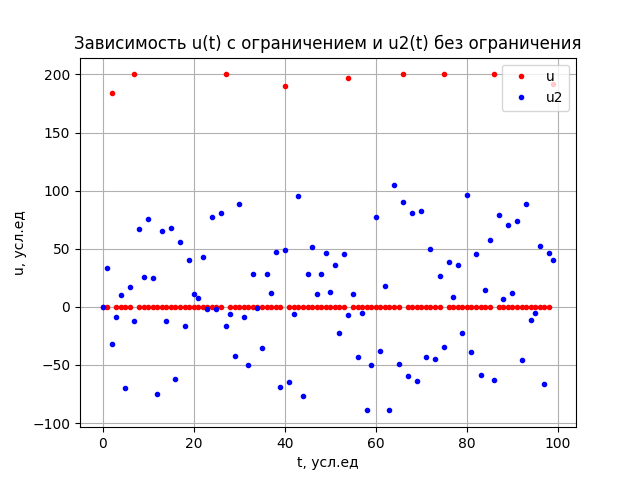 Зависимость u(t) с ограничением и u2(t) без ограничения
u
u2
200
150
100
50
0
−50
−100
0 20 40 60 80 100
u, усл.ед
t, усл.ед